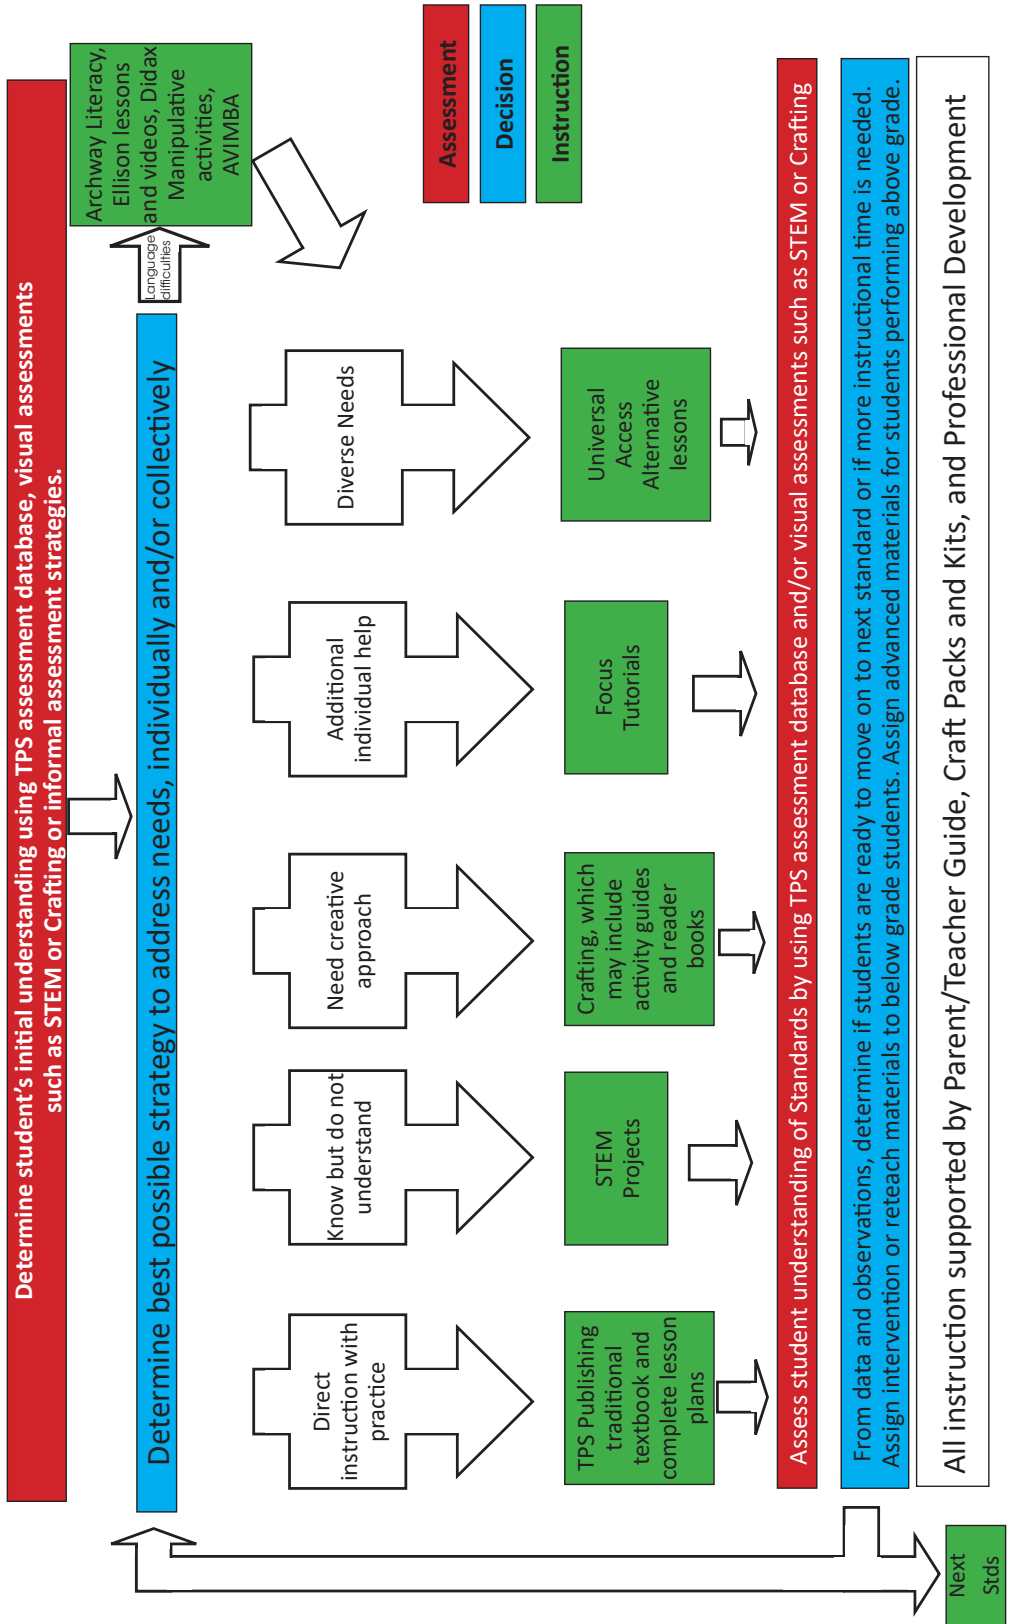 Determine student's initial understanding using TPS assessment database, visual assessments
such as STEM or Crafting or informal assessment strategies.
Determine best possible strategy to address needs, individually and/or collectively
Language
difficulties
Archway Literacy,
Ellison lessons
and videos, Didax
Manipulative
activities,
AVIMBA
Direct
instruction with
practice
Know but do not
understand
Need creative
approach
Additional
individual help
Diverse Needs
TPS Publishing
traditional
textbook and
complete lesson
plans
STEM
Projects
Crafting, which
may include
activity guides
and reader
books
Focus
Tutorials
Universal
Access
Alternative
lessons
Assessment
Decision
Instruction
Assess student understanding of Standards by using TPS assessment database and/or visual assessments such as STEM or Crafting
From data and observations, determine if students are ready to move on to next standard or if more instructional time is needed.
Assign intervention or reteach materials to below grade students. Assign advanced materials for students performing above grade.
All instruction supported by Parent/Teacher Guide, Craft Packs and Kits, and Professional Development
Next
Stds